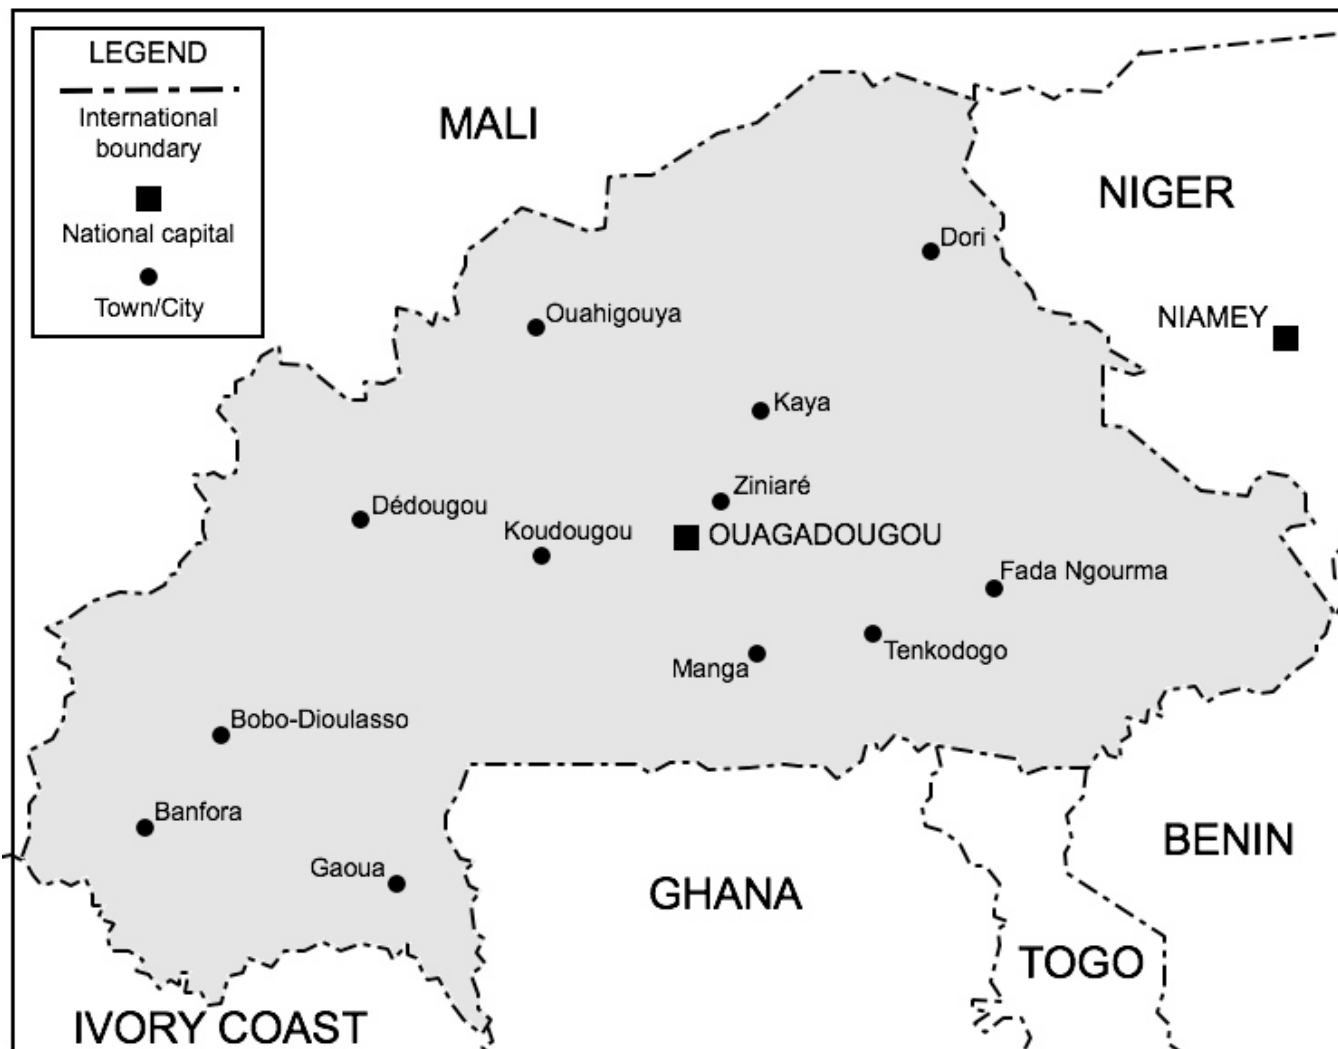 LEGEND
International
boundary
National capital
Town/City
MALI
NIGER
Dori
NIAMEY
Ouahigouya
Kaya
Ziniaré
Dédougou
Koudougou
OUAGADOUGOU
Fada Ngourma
Tenkodogo
Manga
Bobo-Dioulasso
Banfora
Gaoua
GHANA
BENIN
TOGO
IVORY COAST